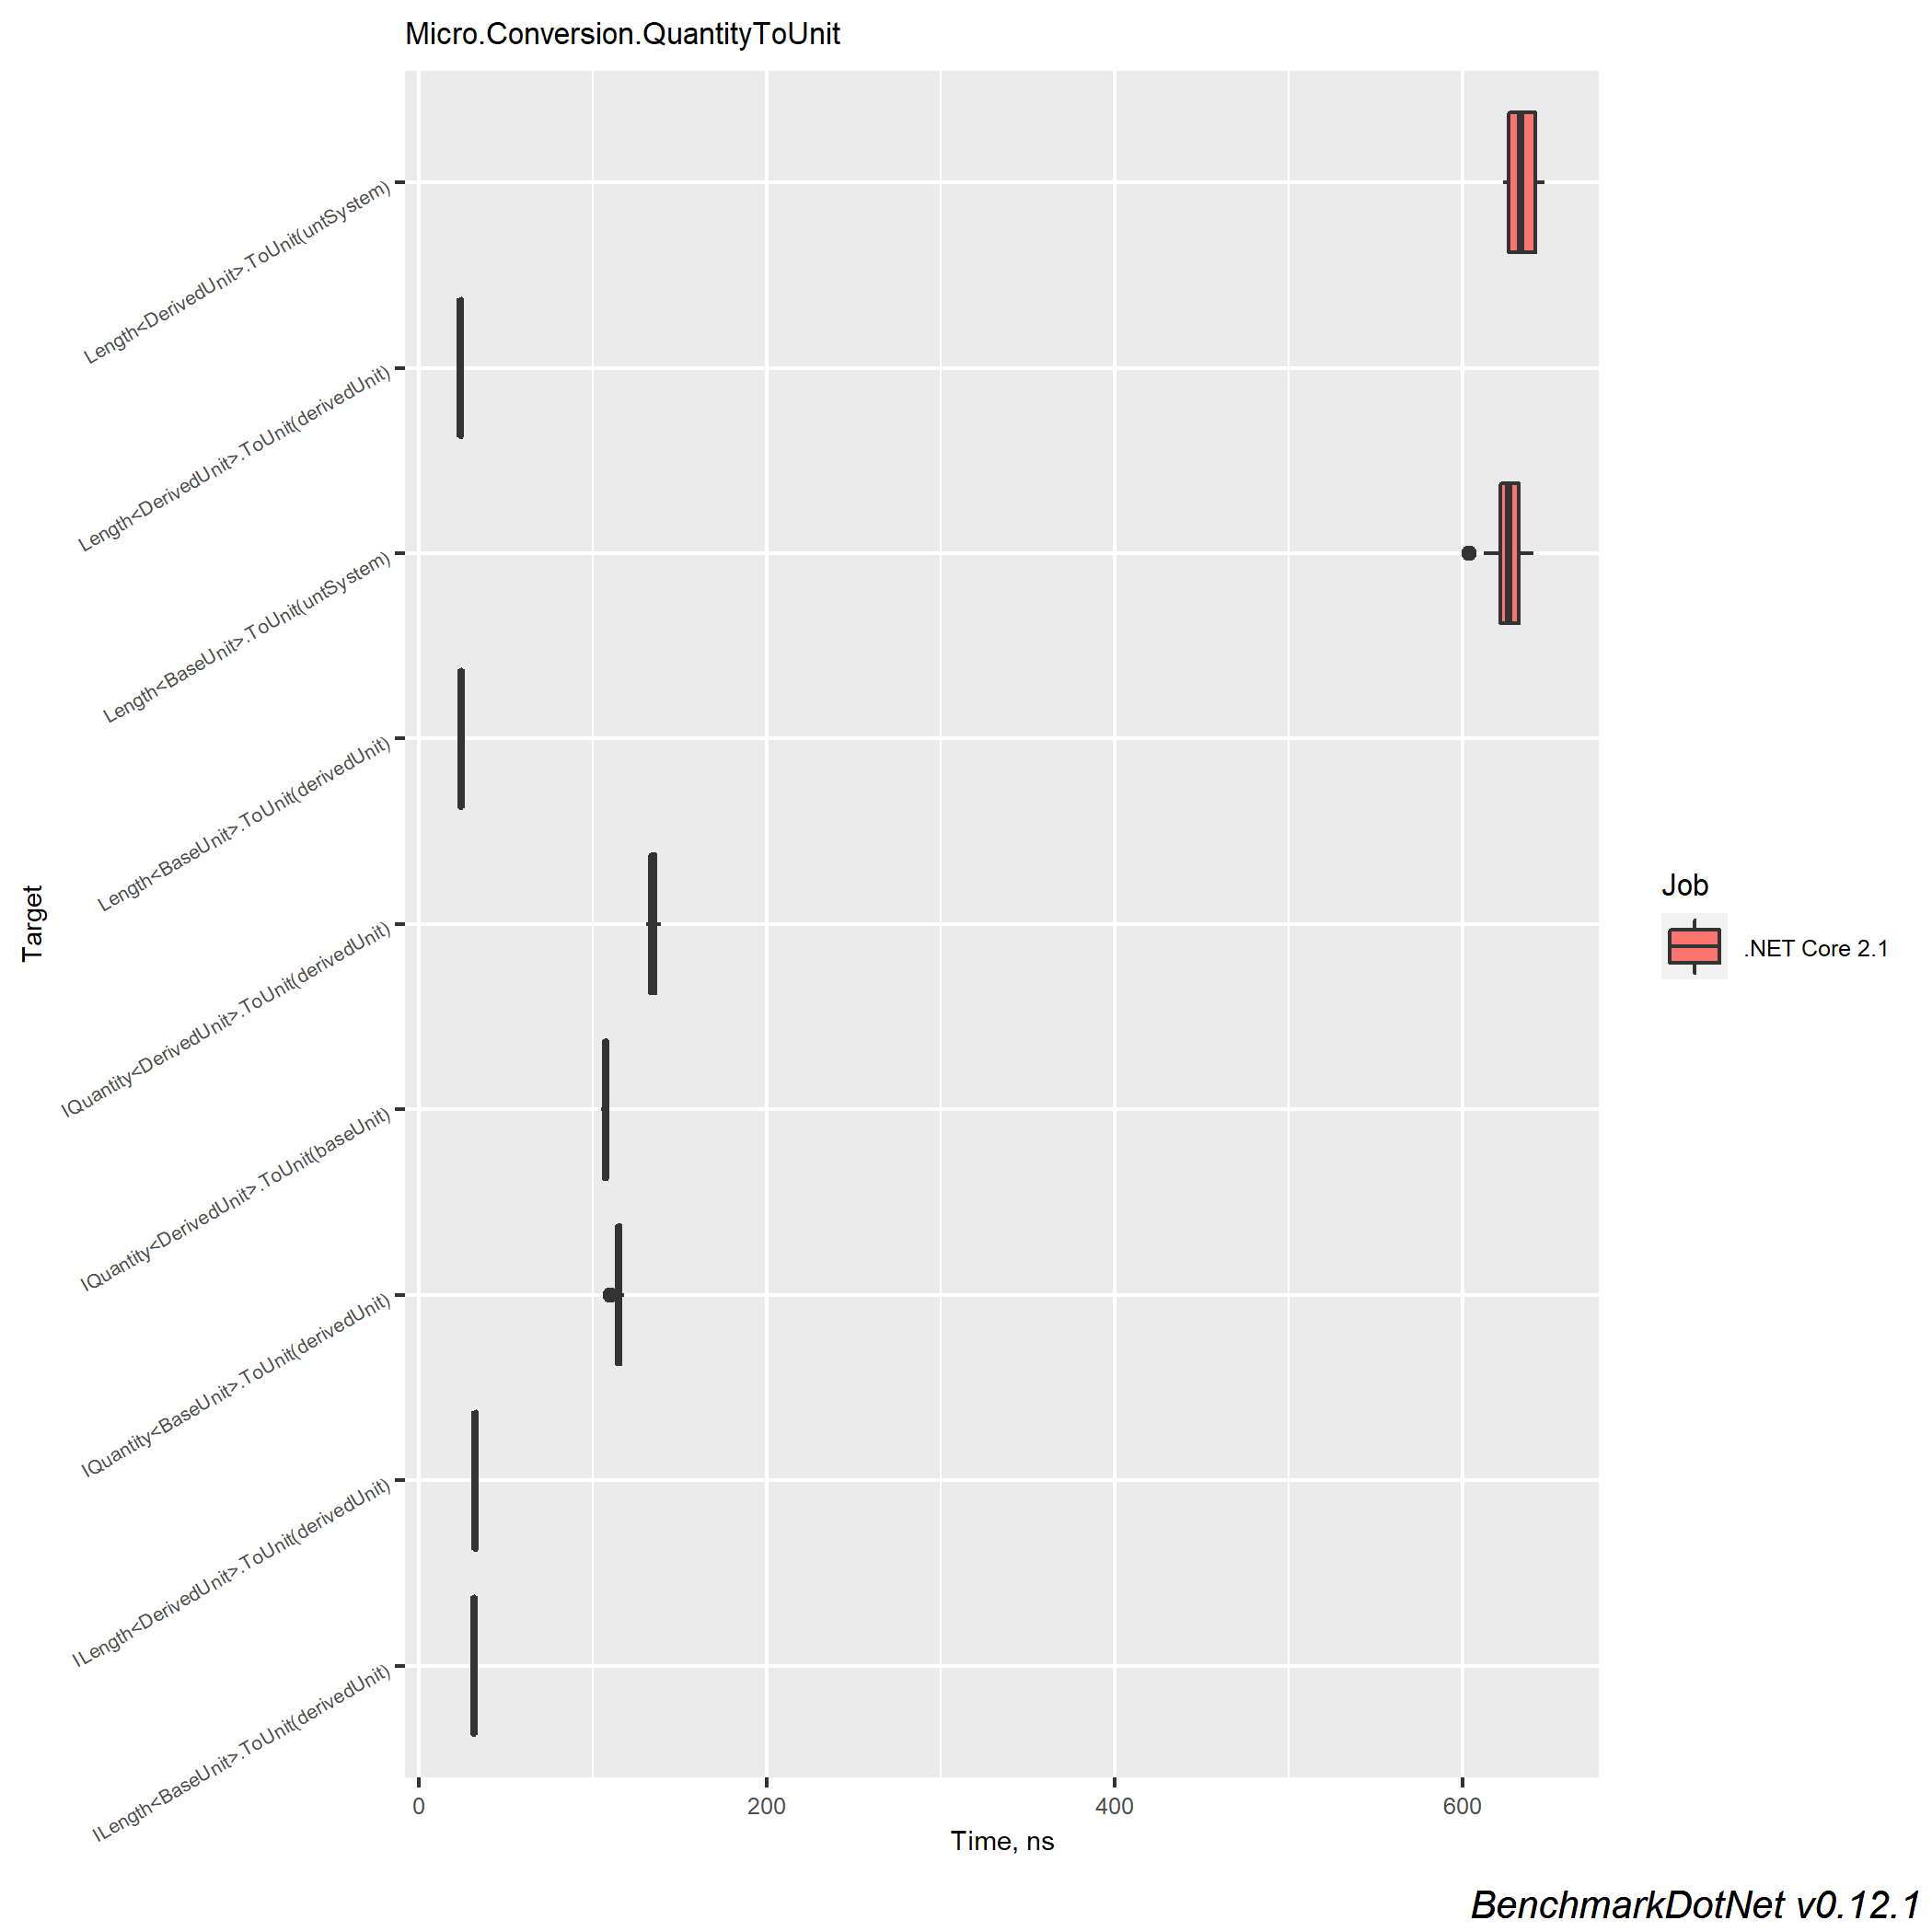 Micro.Conversion.QuantityToUnit
Length<DerivedUnit>.ToUnit(untSystem)
Length<DerivedUnit>.ToUnit(derivedUnit)
Length<BaseUnit>.ToUnit(untSystem)
Length<BaseUnit>.ToUnit(derivedUnit)
IQuantity<DerivedUnit>.ToUnit(derivedUnit)
IQuantity<DerivedUnit>.ToUnit(baseUnit)
IQuantity<BaseUnit>.ToUnit(derivedUnit)
ILength<DerivedUnit>.ToUnit(derivedUnit)
ILength<BaseUnit>.ToUnit(derivedUnit)
Target
0 200 400 600
Time, ns
Job
.NET Core 2.1
BenchmarkDotNet v0.12.1